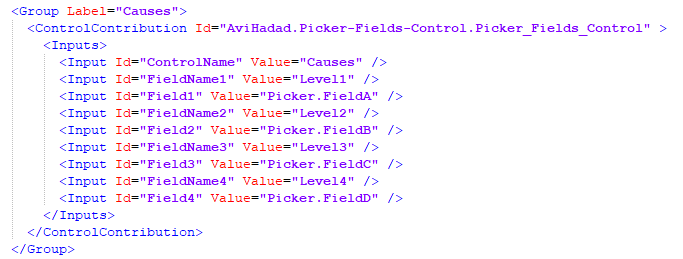 <Group Label="Causes">
<ControlContribution Id="AviHadad.Picker-Fields-Control.Picker_Fields_Control" >
<Inputs>
<Input Id="ControlName" Value="Causes" />
<Input Id="FieldName1" Value="Level1" />
<Input Id="Field1" Value="Picker.FieldA" />
<Input Id="FieldName2" Value="Level2" />
<Input Id="Field2" Value="Picker.FieldB" />
<Input Id="FieldName3" Value="Level3" />
<Input Id="Field3" Value="Picker.FieldC" />
<Input Id="FieldName4" Value="Level4" />
<Input Id="Field4" Value="Picker.FieldD" />
</Inputs>
</ControlContribution>
</Group>